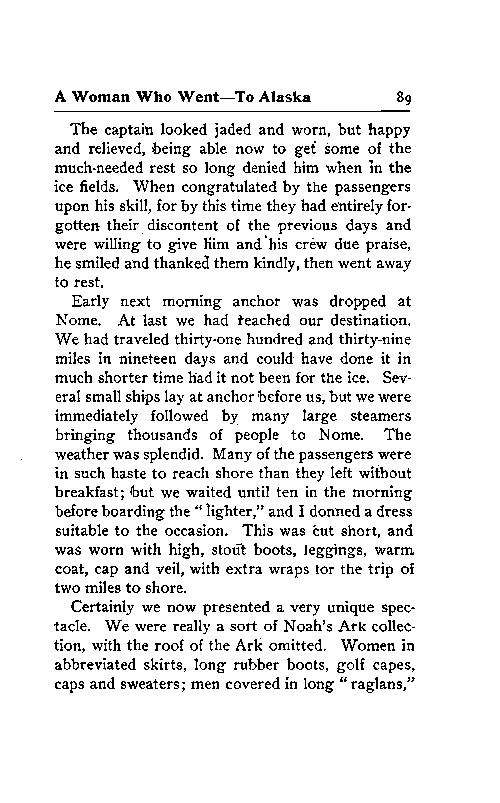 A Woman Who Went—To Alaska 89
The captain looked jaded and worn, but happy
and relieved, being able now to get some of the
much-needed rest so long denied him when in the
ice fields. When congratulated by the passengers
upon his skill, for by this time they had entirely for-
gotten their discontent of the previous days and
were willing to give him and his crew due praise,
he smiled and thanked them kindly, then went away
to rest.
Early next morning anchor was dropped at
Nome. At last we had reached our destination.
We had traveled thirty-one hundred and thirty-nine
miles in nineteen days and could have done it in
much shorter time had it not been for the ice. Sev-
eral small ships lay at anchor before us, but we were
immediately followed by many large steamers
bringing thousands of people to Nome. The
weather was splendid. Many of the passengers were
in such haste to reach shore than they left without
breakfast; but we waited until ten in the morning
before boarding the "lighter," and I donned a dress
suitable to the occasion. This was cut short, and
was worn with high, stout boots, leggings, warm
coat, cap and veil, with extra wraps for the trip of
two miles to shore.
Certainly we now presented a very unique spec-
tacle. We were really a sort of Noah's Ark collec-
tion, with the roof of the Ark omitted. Women in
abbreviated skirts, long rubber boots, golf capes,
caps and sweaters; men covered in long "raglans,"